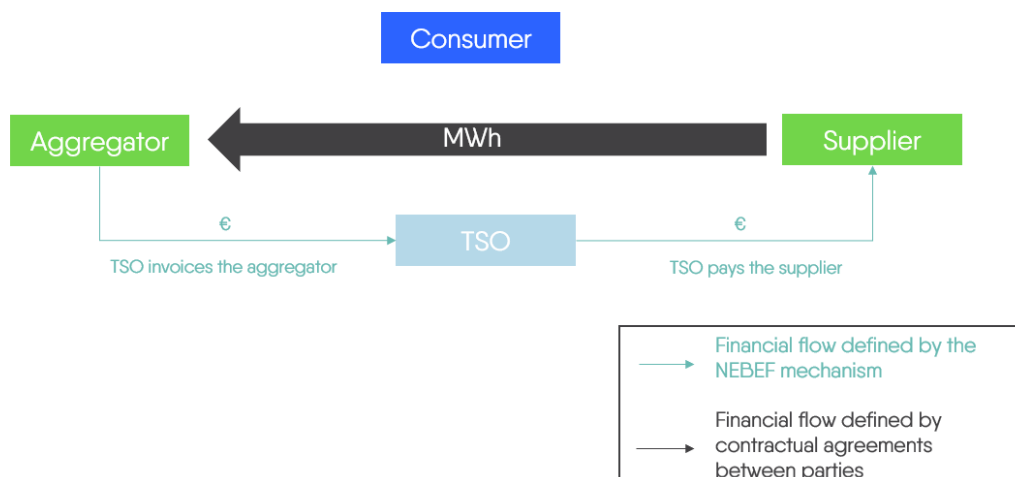 Consumer
Aggregator
MWh
Supplier
€
€
TSO
TSO invoices the aggregator
TSO pays the supplier
Financial flow defined by the
NEBEF mechanism
Financial flow defined by
contractual agreements
between parties